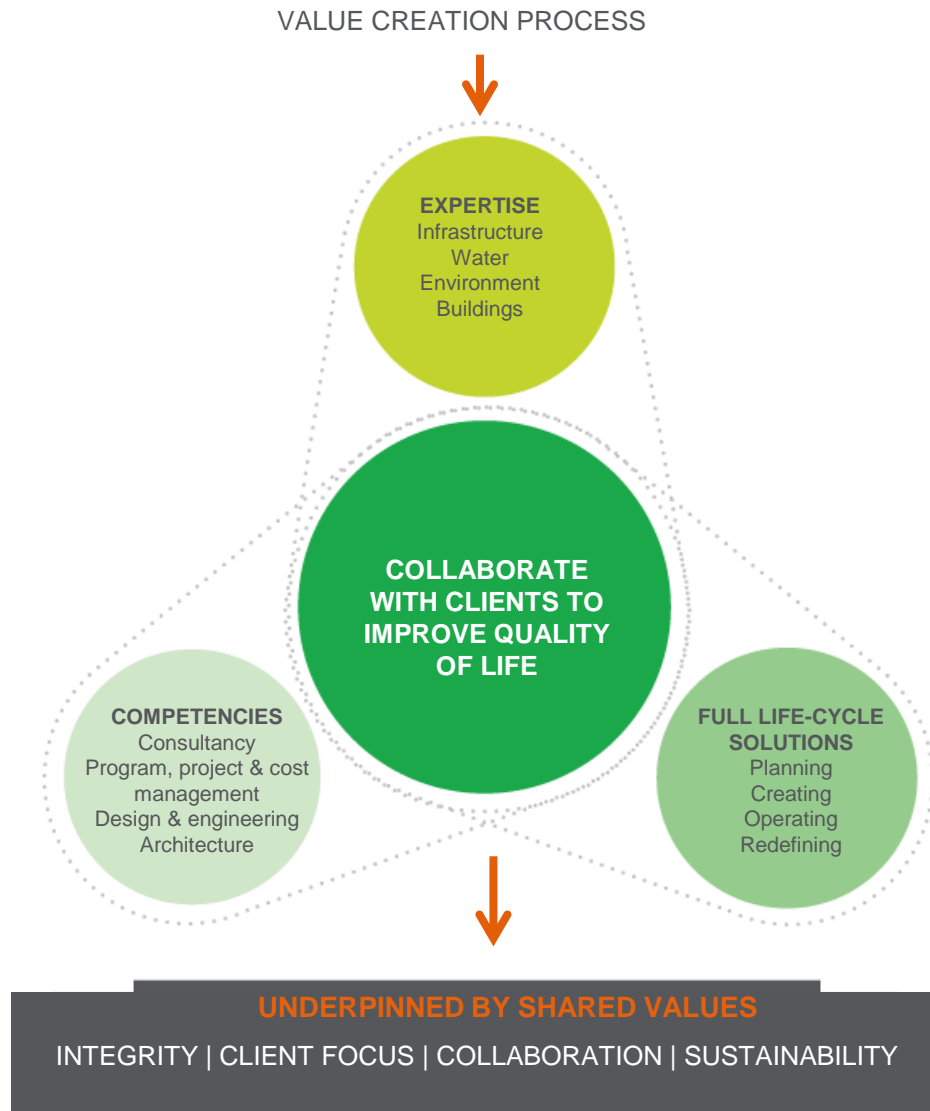 VALUE CREATION PROCESS
EXPERTISE
Infrastructure
Water
Environment
Buildings
COLLABORATE
WITH CLIENTS TO
IMPROVE QUALITY
OF LIFE
COMPETENCIES
Consultancy
Program, project & cost
management
Design & engineering
Architecture
FULL LIFE-CYCLE
SOLUTIONS
Planning
Creating
Operating
Redefining
UNDERPINNED BY SHARED VALUES
INTEGRITY | CLIENT FOCUS | COLLABORATION | SUSTAINABILITY